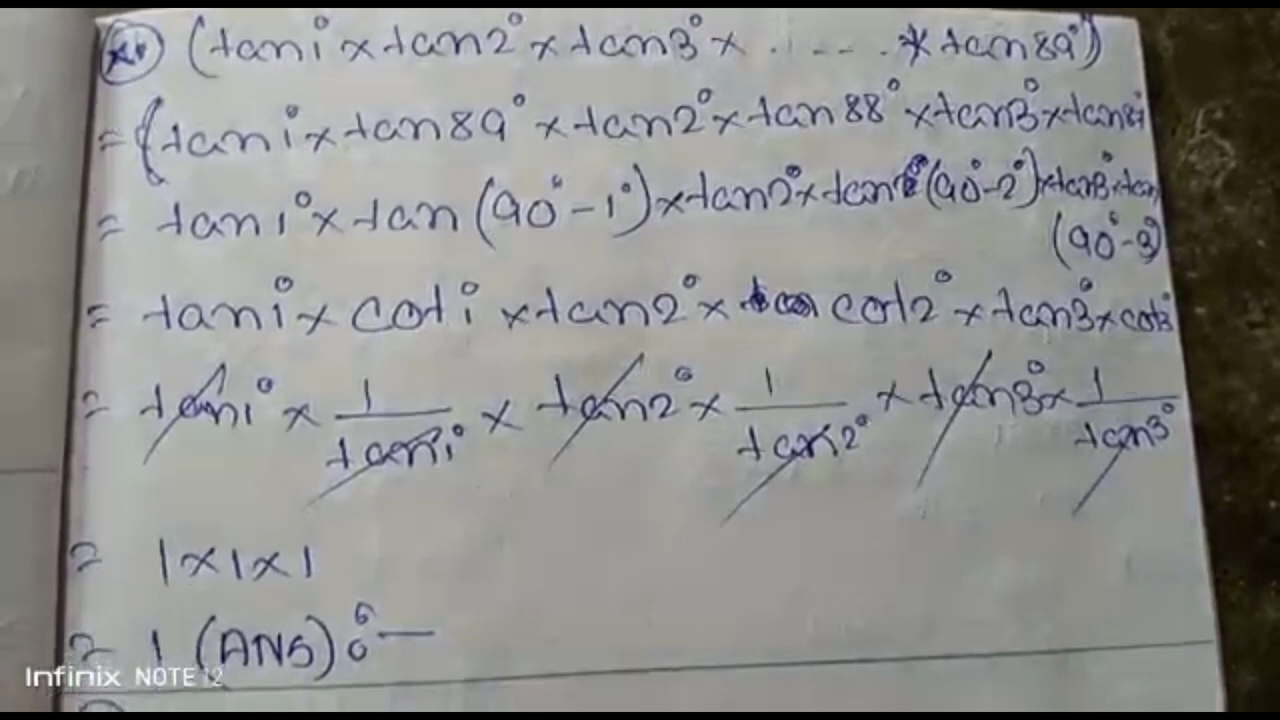 (tan1° × tan2° × tan3° × . . - - . × tan89°)
= {tan1° × tan89° × tan2° × tan88° × tan3° × tan87°
= tan1° × tan(90°-1°) × tan2° × tan(90°-2°) × tan3° × tan
(90°-3)
= tan1° × cot1° × tan2° × cot2° × tan3° × cot3°
= tan1° × 1/tan1° × tan2° × 1/tan2° × tan3° × 1/tan3°
= 1×1×1
= 1 (ANS)
Infinix NOTE 12